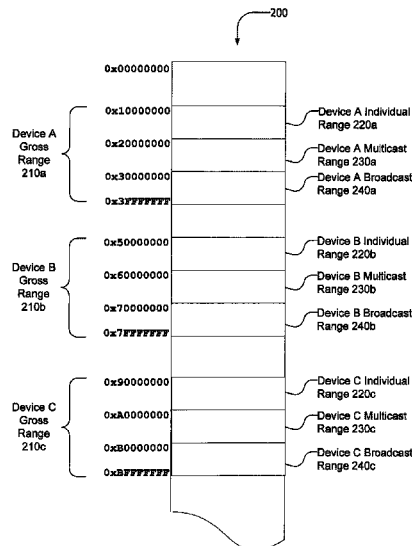 200
0x00000000
0x10000000
0x20000000
0x30000000
0x3FFFFFFF
Device A
Gross
Range
210a
Device A Individual
Range 220a
Device A Multicast
Range 230a
Device A Broadcast
Range 240a
0x50000000
0x60000000
0x70000000
0x7FFFFFFF
Device B
Gross
Range
210b
Device B Individual
Range 220b
Device B Multicast
Range 230b
Device B Broadcast
Range 240b
0x90000000
0xA0000000
0xB0000000
0xBFFFFFFF
Device C
Gross
Range
210c
Device C Individual
Range 220c
Device C Multicast
Range 230c
Device C Broadcast
Range 240c